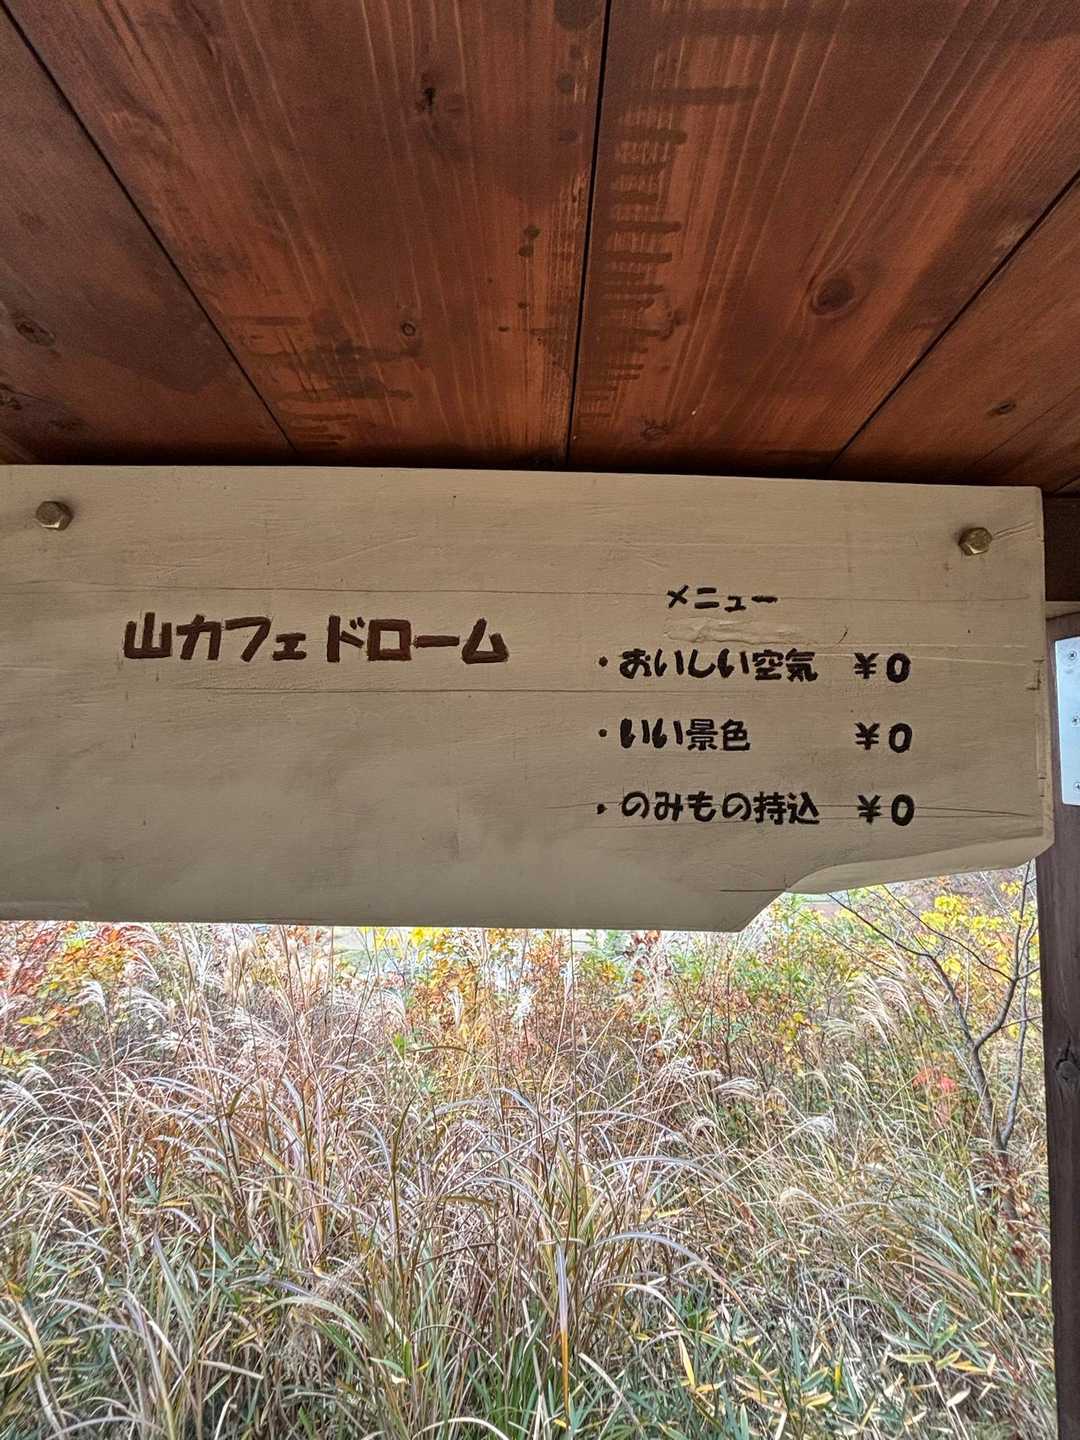 山カフェドローム
メニュー
・おいしい空気 ¥0
・いい景色 ¥0
・のみもの持込 ¥0